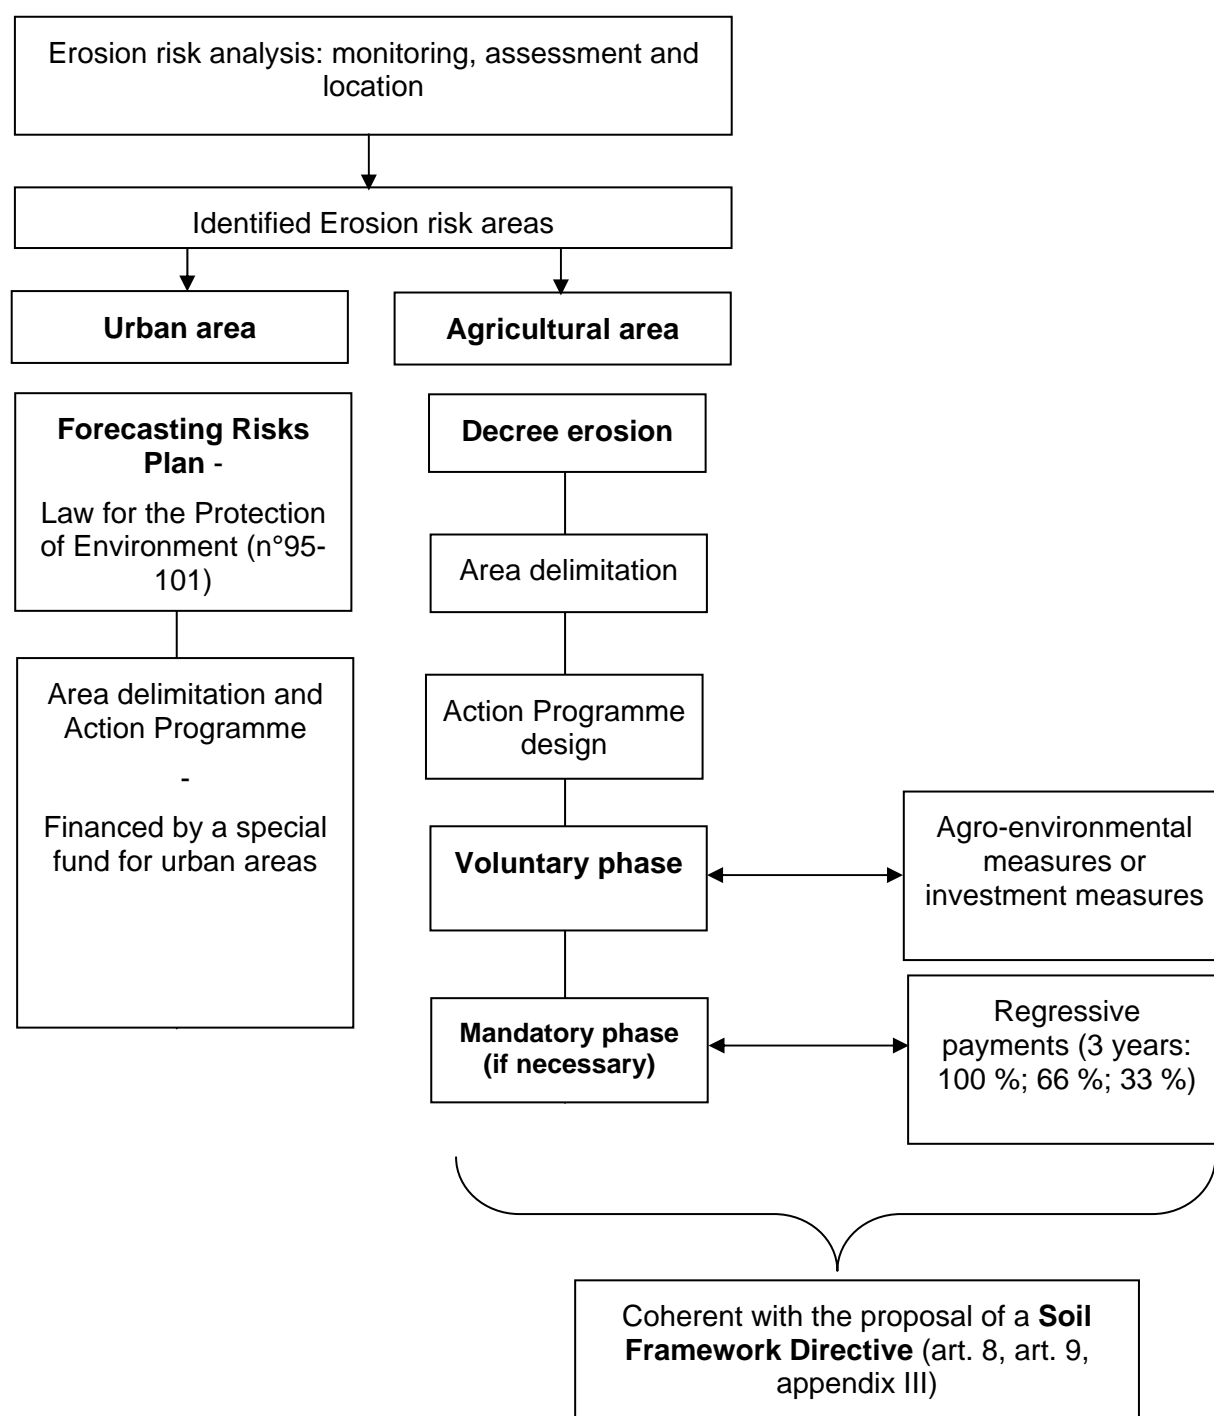 Erosion risk analysis: monitoring, assessment and
location
Identified Erosion risk areas
Urban area
Agricultural area
Forecasting Risks
Plan -
Law for the Protection
of Environment (n°95-
101)
Area delimitation and
Action Programme
-
Financed by a special
fund for urban areas
Decree erosion
Area delimitation
Action Programme
design
Voluntary phase
Agro-environmental
measures or
investment measures
Mandatory phase
(if necessary)
Regressive
payments (3 years:
100 %; 66 %; 33 %)
Coherent with the proposal of a Soil
Framework Directive (art. 8, art. 9,
appendix III)